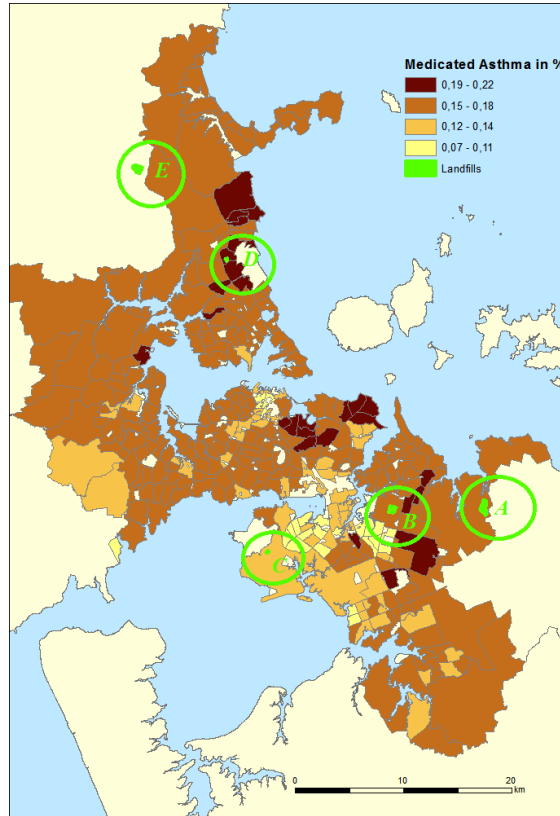 Medicated Asthma in %
0,19 - 0,22
0,15 - 0,18
0,12 - 0,14
0,07 - 0,11
Landfills
E
D
A
B
C
0 10 20
km